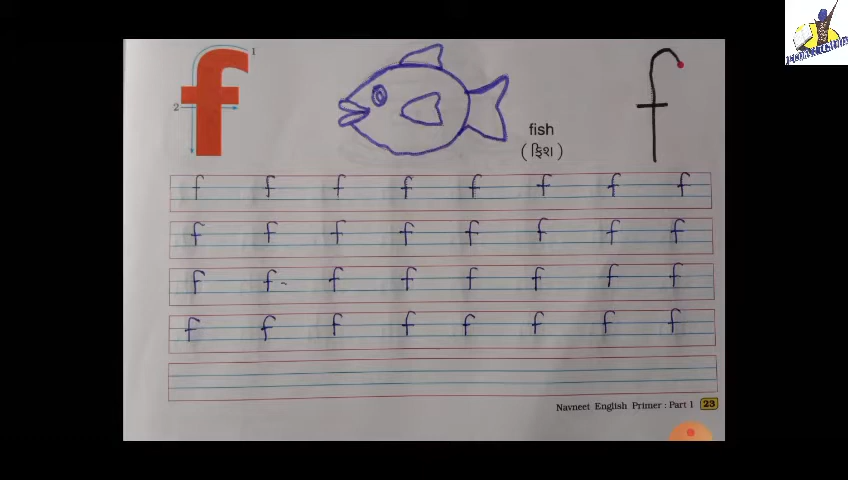 f 1 f
2
fish
(ફિશ)
f f f f f f f f
f f f f f f f f
f f - f f f f f f
f f f f f f f f
Navneet English Primer : Part 1 23